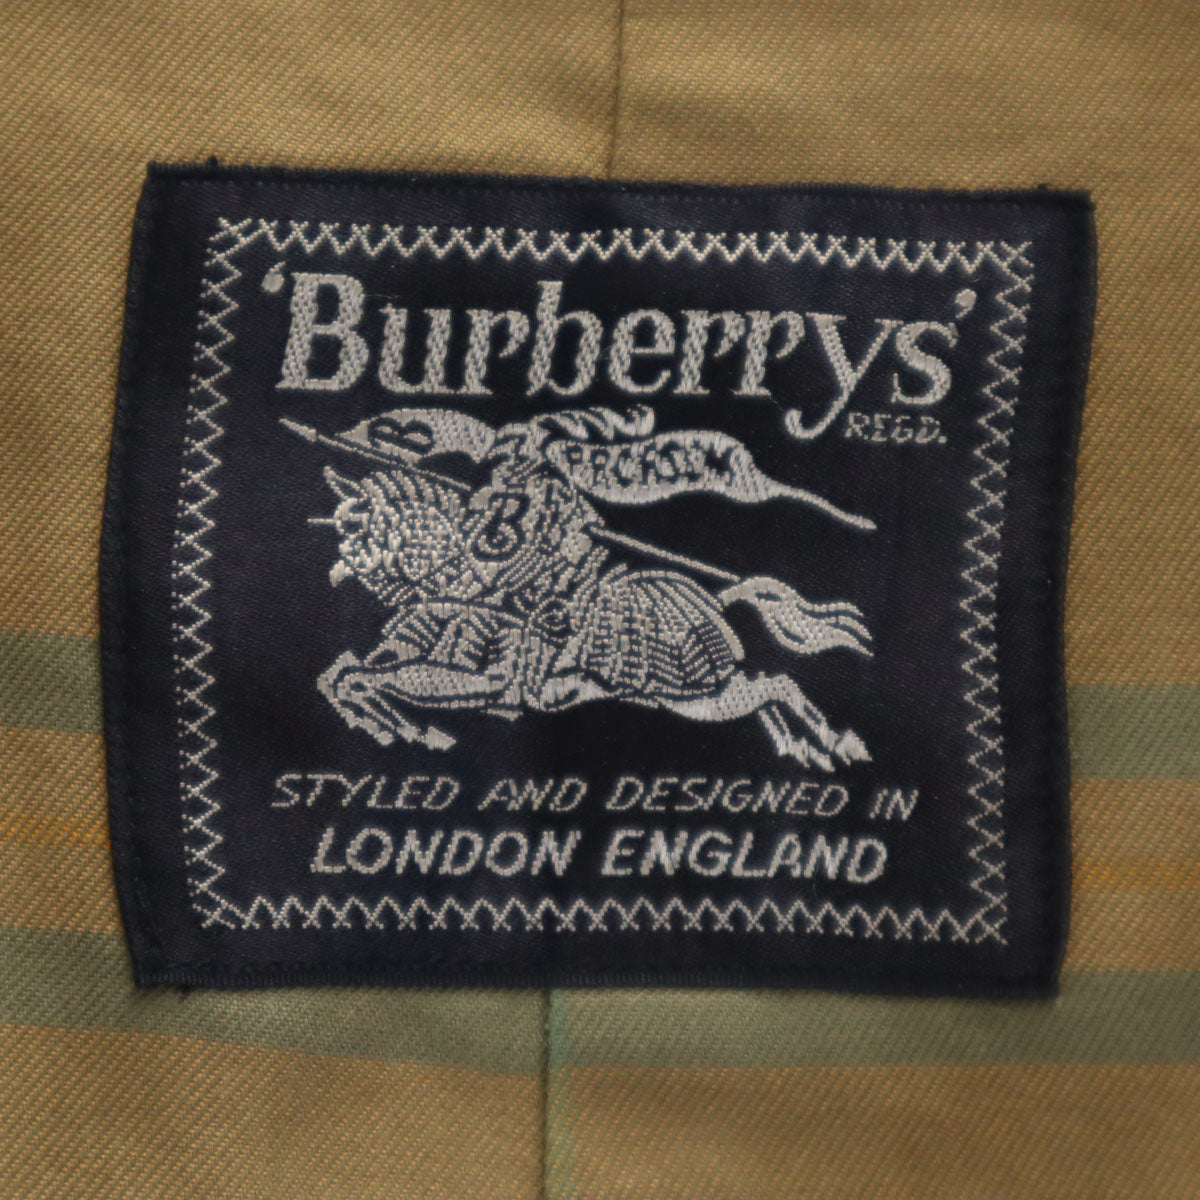 'Burberrys'
REGD.
B
B
STYLED AND DESIGNED IN
LONDON ENGLAND